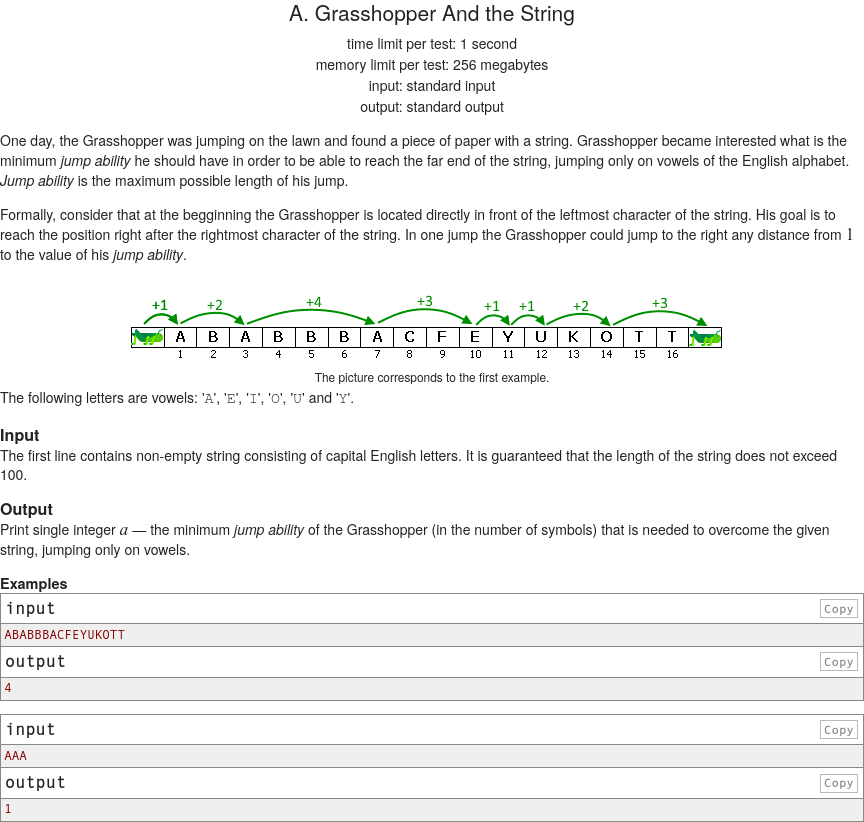 A. Grasshopper And the String
time limit per test: 1 second
memory limit per test: 256 megabytes
input: standard input
output: standard output
One day, the Grasshopper was jumping on the lawn and found a piece of paper with a string. Grasshopper became interested what is the
minimum jump ability he should have in order to be able to reach the far end of the string, jumping only on vowels of the English alphabet.
Jump ability is the maximum possible length of his jump.
Formally, consider that at the begginning the Grasshopper is located directly in front of the leftmost character of the string. His goal is to
reach the position right after the rightmost character of the string. In one jump the Grasshopper could jump to the right any distance from 1
to the value of his jump ability.
+1 +2 +4 +3 +1 +1 +2 +3
A B A B B B A C F E Y U K O T T
1 2 3 4 5 6 7 8 9 10 11 12 13 14 15 16
The picture corresponds to the first example.
The following letters are vowels: 'A', 'E', 'I', 'O', 'U' and 'Y'.
Input
The first line contains non-empty string consisting of capital English letters. It is guaranteed that the length of the string does not exceed
100.
Output
Print single integer a — the minimum jump ability of the Grasshopper (in the number of symbols) that is needed to overcome the given
string, jumping only on vowels.
Examples
input Copy
ABABBBACFEYUKOTT
output Copy
4
input Copy
AAA
output Copy
1